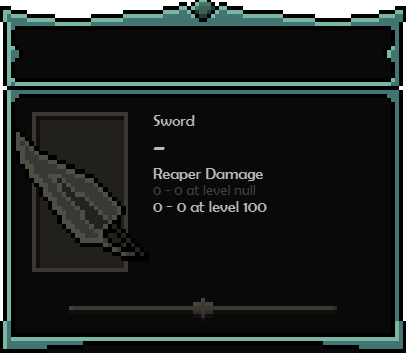 Sword
–
Reaper Damage
0 - 0 at level null
0 - 0 at level 100